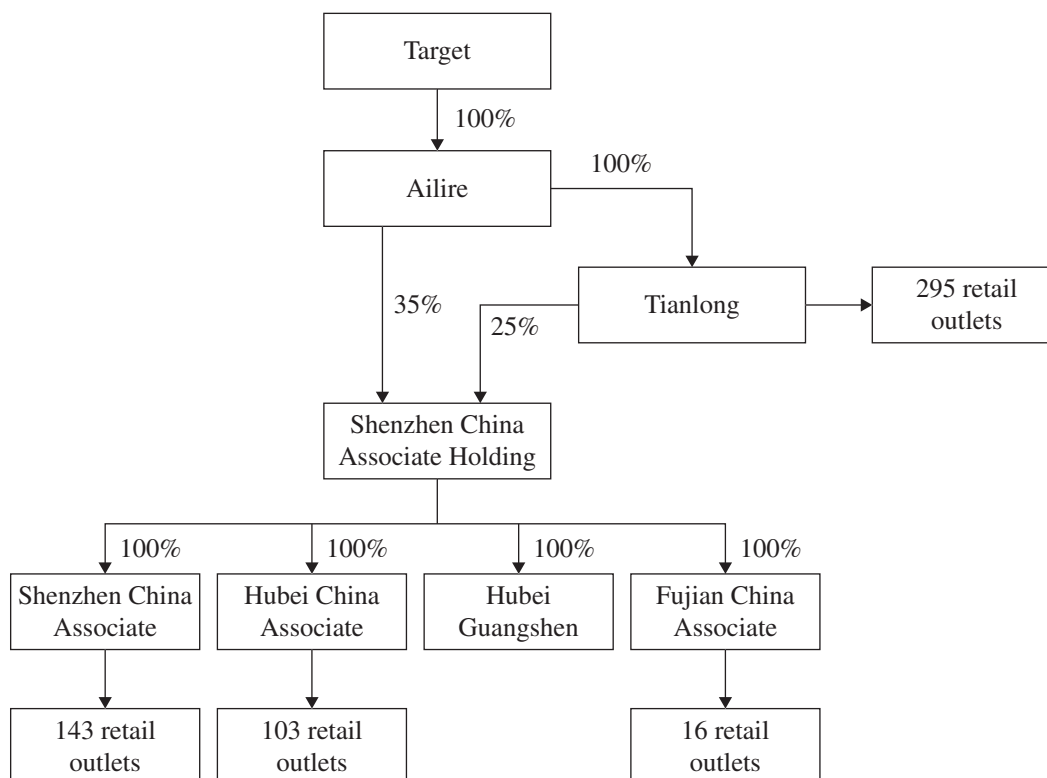 Target
100%
Ailire
100%
35%
25%
Tianlong
295 retail
outlets
Shenzhen China
Associate Holding
100%
100%
100%
100%
Shenzhen China
Associate
Hubei China
Associate
Hubei
Guangshen
Fujian China
Associate
143 retail
outlets
103 retail
outlets
16 retail
outlets